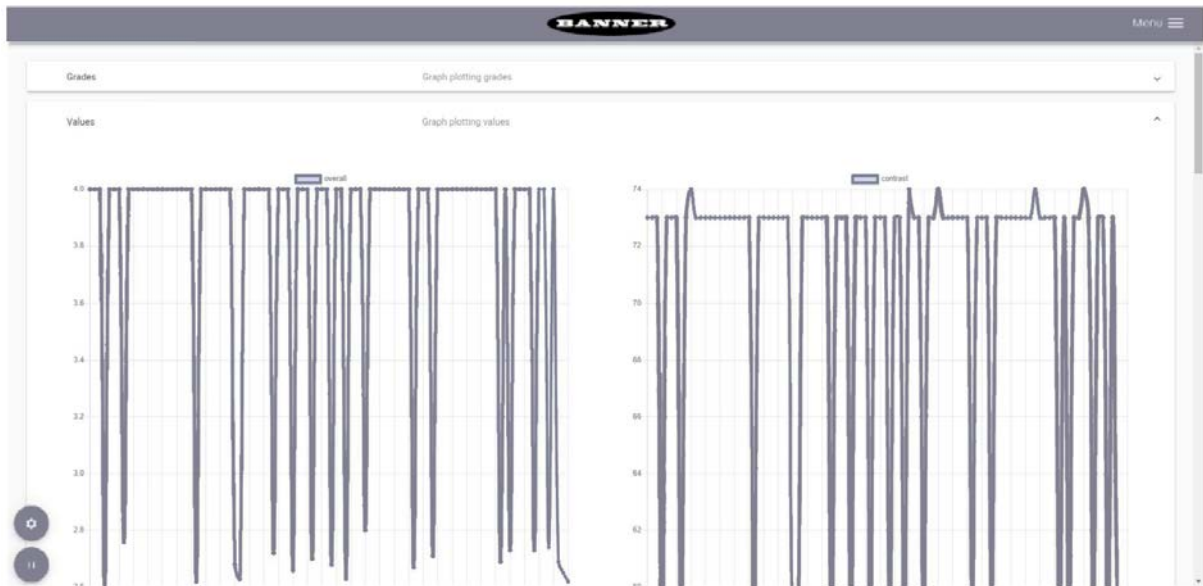 BANNER
Menu
Grades Graph plotting grades
Values Graph plotting values
overall
4.0
3.8
3.6
3.4
3.2
3.0
2.8
contrast
74
72
70
68
66
64
62